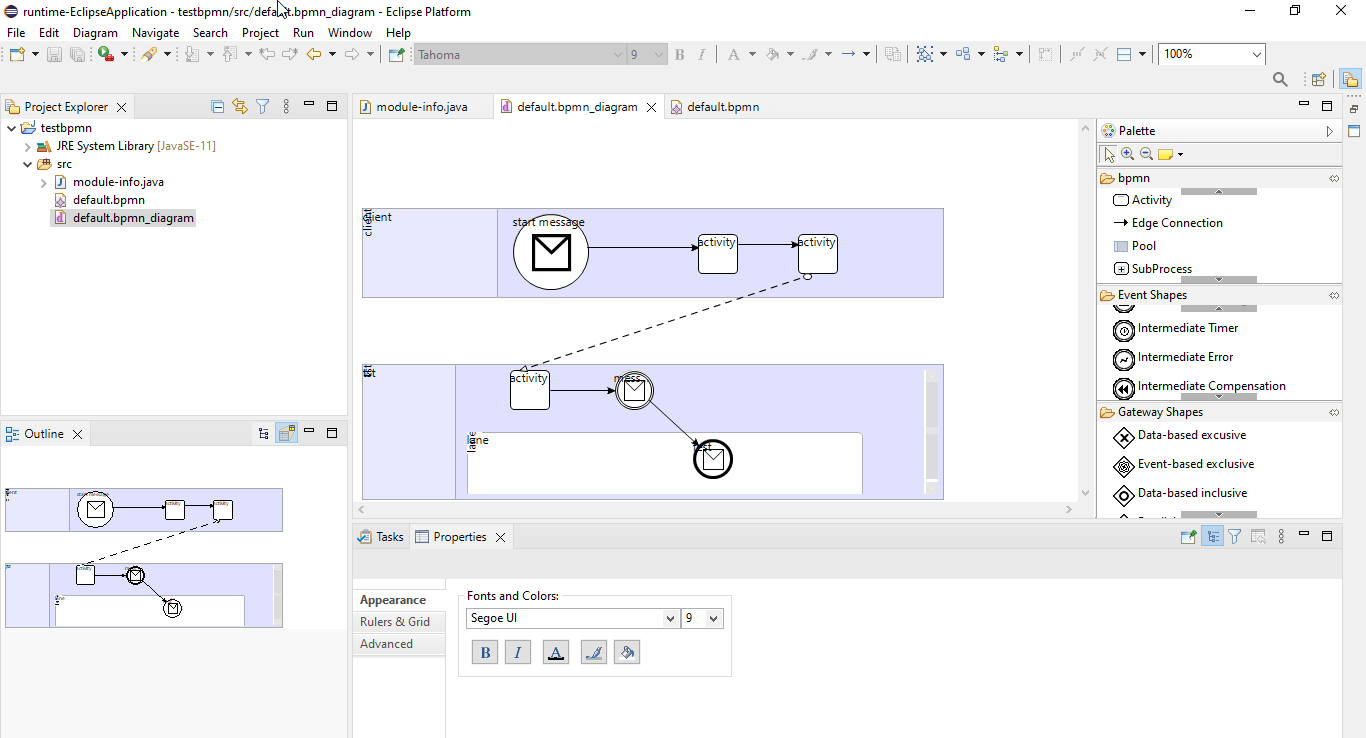 runtime-EclipseApplication - testbpmn/src/default.bpmn_diagram - Eclipse Platform
File Edit Diagram Navigate Search Project Run Window Help
Tahoma 9 B I A 100%
Project Explorer
testbpmn
JRE System Library [JavaSE-11]
src
module-info.java
default.bpmn
default.bpmn_diagram
Outline
module-info.java default.bpmn_diagram default.bpmn
client
client
start message
activity
activity
activity
mess...
lane
lane
test
Palette
bpmn
Activity
Edge Connection
Pool
SubProcess
Event Shapes
Intermediate Timer
Intermediate Error
Intermediate Compensation
Gateway Shapes
Data-based excusive
Event-based exclusive
Data-based inclusive
Tasks Properties
Appearance
Rulers & Grid
Advanced
Fonts and Colors:
Segoe UI 9
B I A